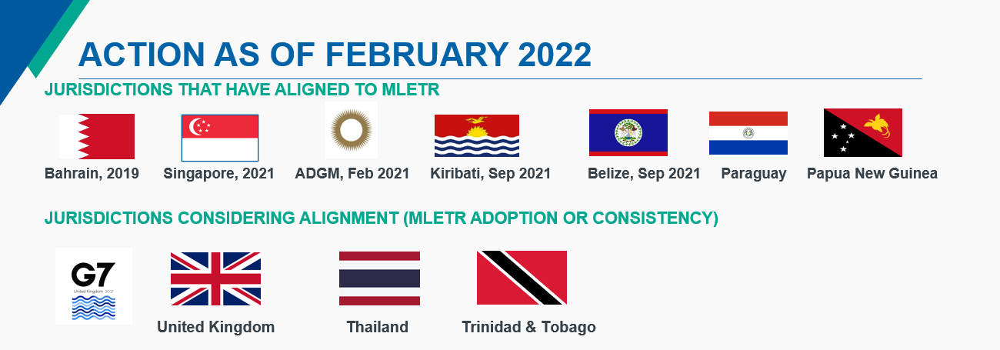 ACTION AS OF FEBRUARY 2022
JURISDICTIONS THAT HAVE ALIGNED TO MLETR
Bahrain, 2019 Singapore, 2021 ADGM, Feb 2021 Kiribati, Sep 2021 Belize, Sep 2021 Paraguay Papua New Guinea
JURISDICTIONS CONSIDERING ALIGNMENT (MLETR ADOPTION OR CONSISTENCY)
G7
United Kingdom 2021
United Kingdom Thailand Trinidad & Tobago